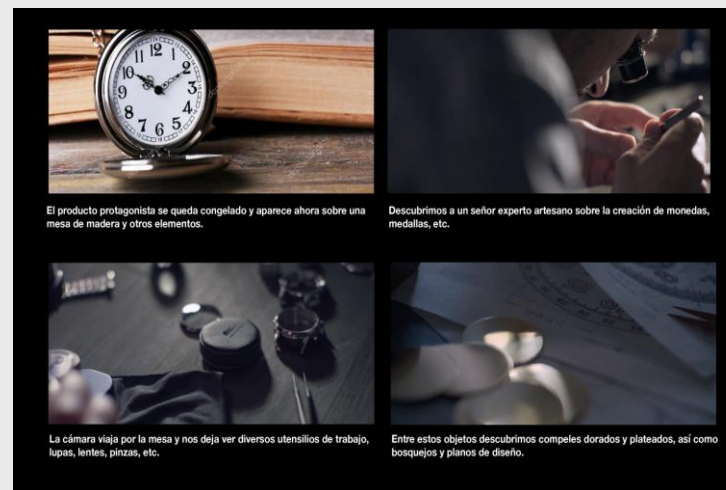 El producto protagonista se queda congelado y aparece ahora sobre una
mesa de madera y otros elementos.
Descubrimos a un señor experto artesano sobre la creación de monedas,
medallas, etc.
La cámara viaja por la mesa y nos deja ver diversos utensilios de trabajo,
lupas, lentes, pinzas, etc.
Entre estos objetos descubrimos compeles dorados y plateados, así como
bosquejos y planos de diseño.